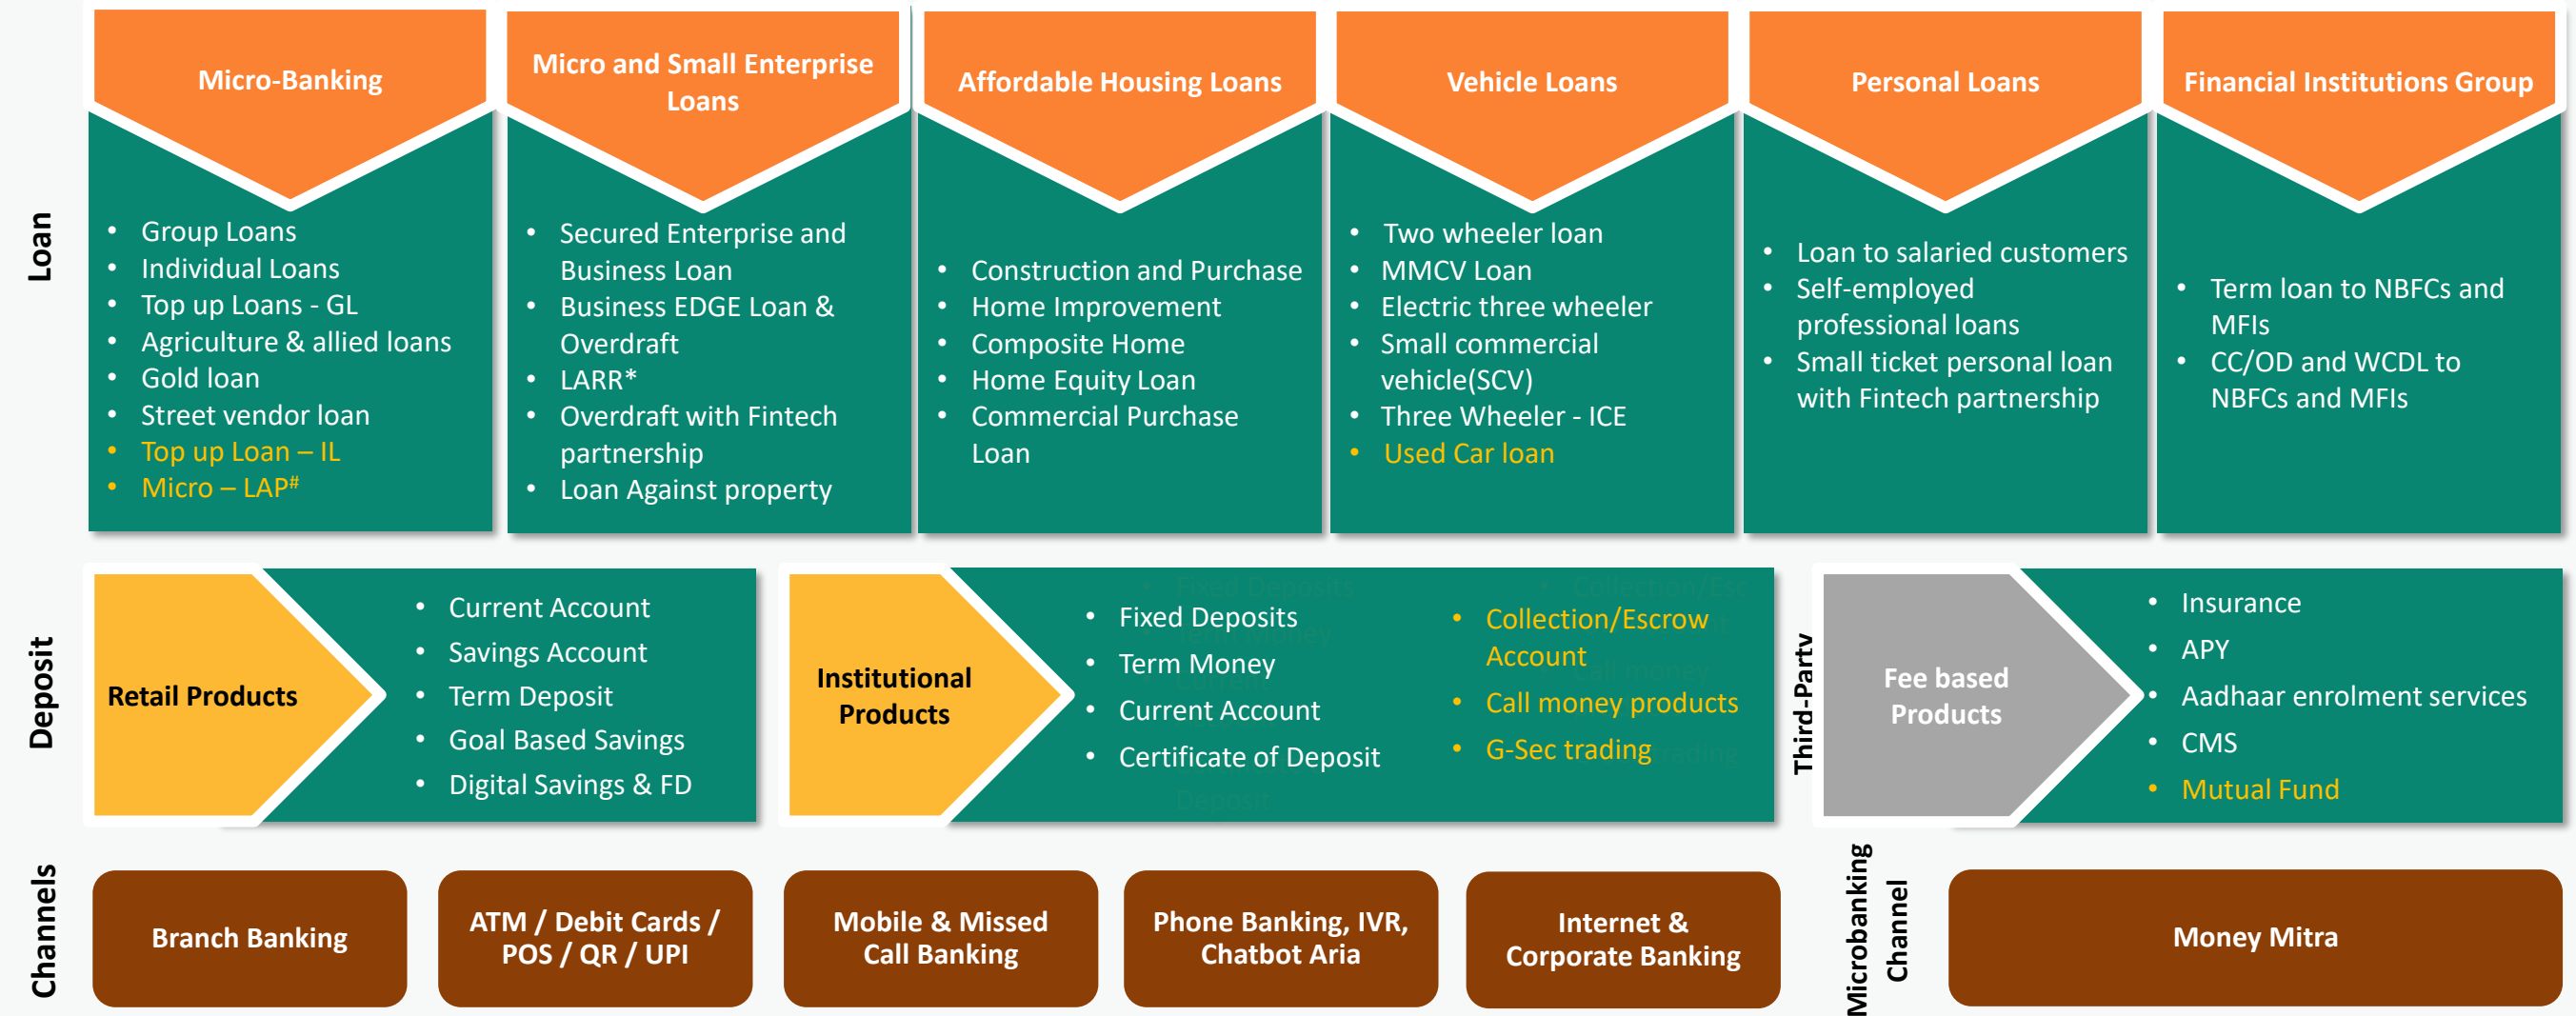 Loan
Micro-Banking
• Group Loans
• Individual Loans
• Top up Loans - GL
• Agriculture & allied loans
• Gold loan
• Street vendor loan
• Top up Loan – IL
• Micro – LAP#
Micro and Small Enterprise
Loans
• Secured Enterprise and
Business Loan
• Business EDGE Loan &
Overdraft
• LARR*
• Overdraft with Fintech
partnership
• Loan Against property
Affordable Housing Loans
• Construction and Purchase
• Home Improvement
• Composite Home
• Home Equity Loan
• Commercial Purchase
Loan
Vehicle Loans
• Two wheeler loan
• MMCV Loan
• Electric three wheeler
• Small commercial
vehicle(SCV)
• Three Wheeler - ICE
• Used Car loan
Personal Loans
• Loan to salaried customers
• Self-employed
professional loans
• Small ticket personal loan
with Fintech partnership
Financial Institutions Group
• Term loan to NBFCs and
MFIs
• CC/OD and WCDL to
NBFCs and MFIs
Deposit
Retail Products
• Current Account
• Savings Account
• Term Deposit
• Goal Based Savings
• Digital Savings & FD
Institutional
Products
• Fixed Deposits
• Term Money
• Current Account
• Certificate of Deposit
• Collection/Escrow
Account
• Call money products
• G-Sec trading
Third-Party
Fee based
Products
• Insurance
• APY
• Aadhaar enrolment services
• CMS
• Mutual Fund
Channels
Branch Banking
ATM / Debit Cards /
POS / QR / UPI
Mobile & Missed
Call Banking
Phone Banking, IVR,
Chatbot Aria
Internet &
Corporate Banking
Microbanking
Channel
Money Mitra